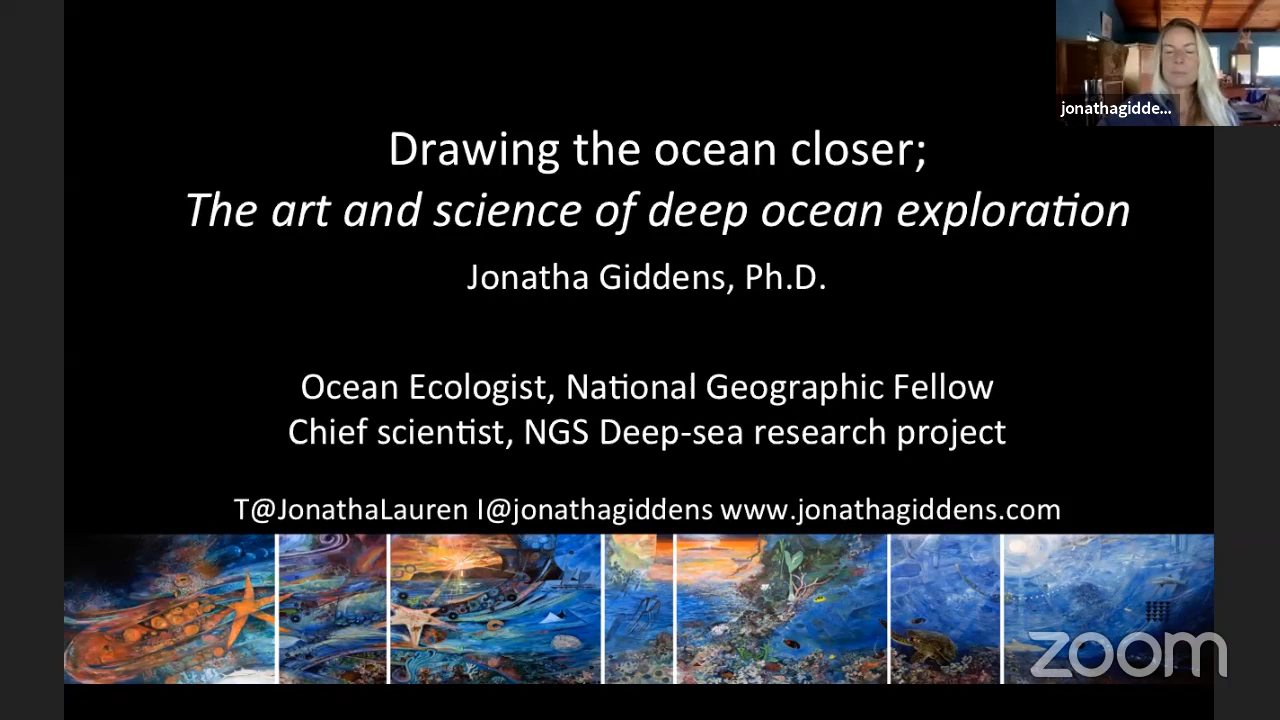 jonathagidde...
Drawing the ocean closer;
The art and science of deep ocean exploration
Jonatha Giddens, Ph.D.
Ocean Ecologist, National Geographic Fellow
Chief scientist, NGS Deep-sea research project
T@JonathaLauren I@jonathagiddens www.jonathagiddens.com
zoom